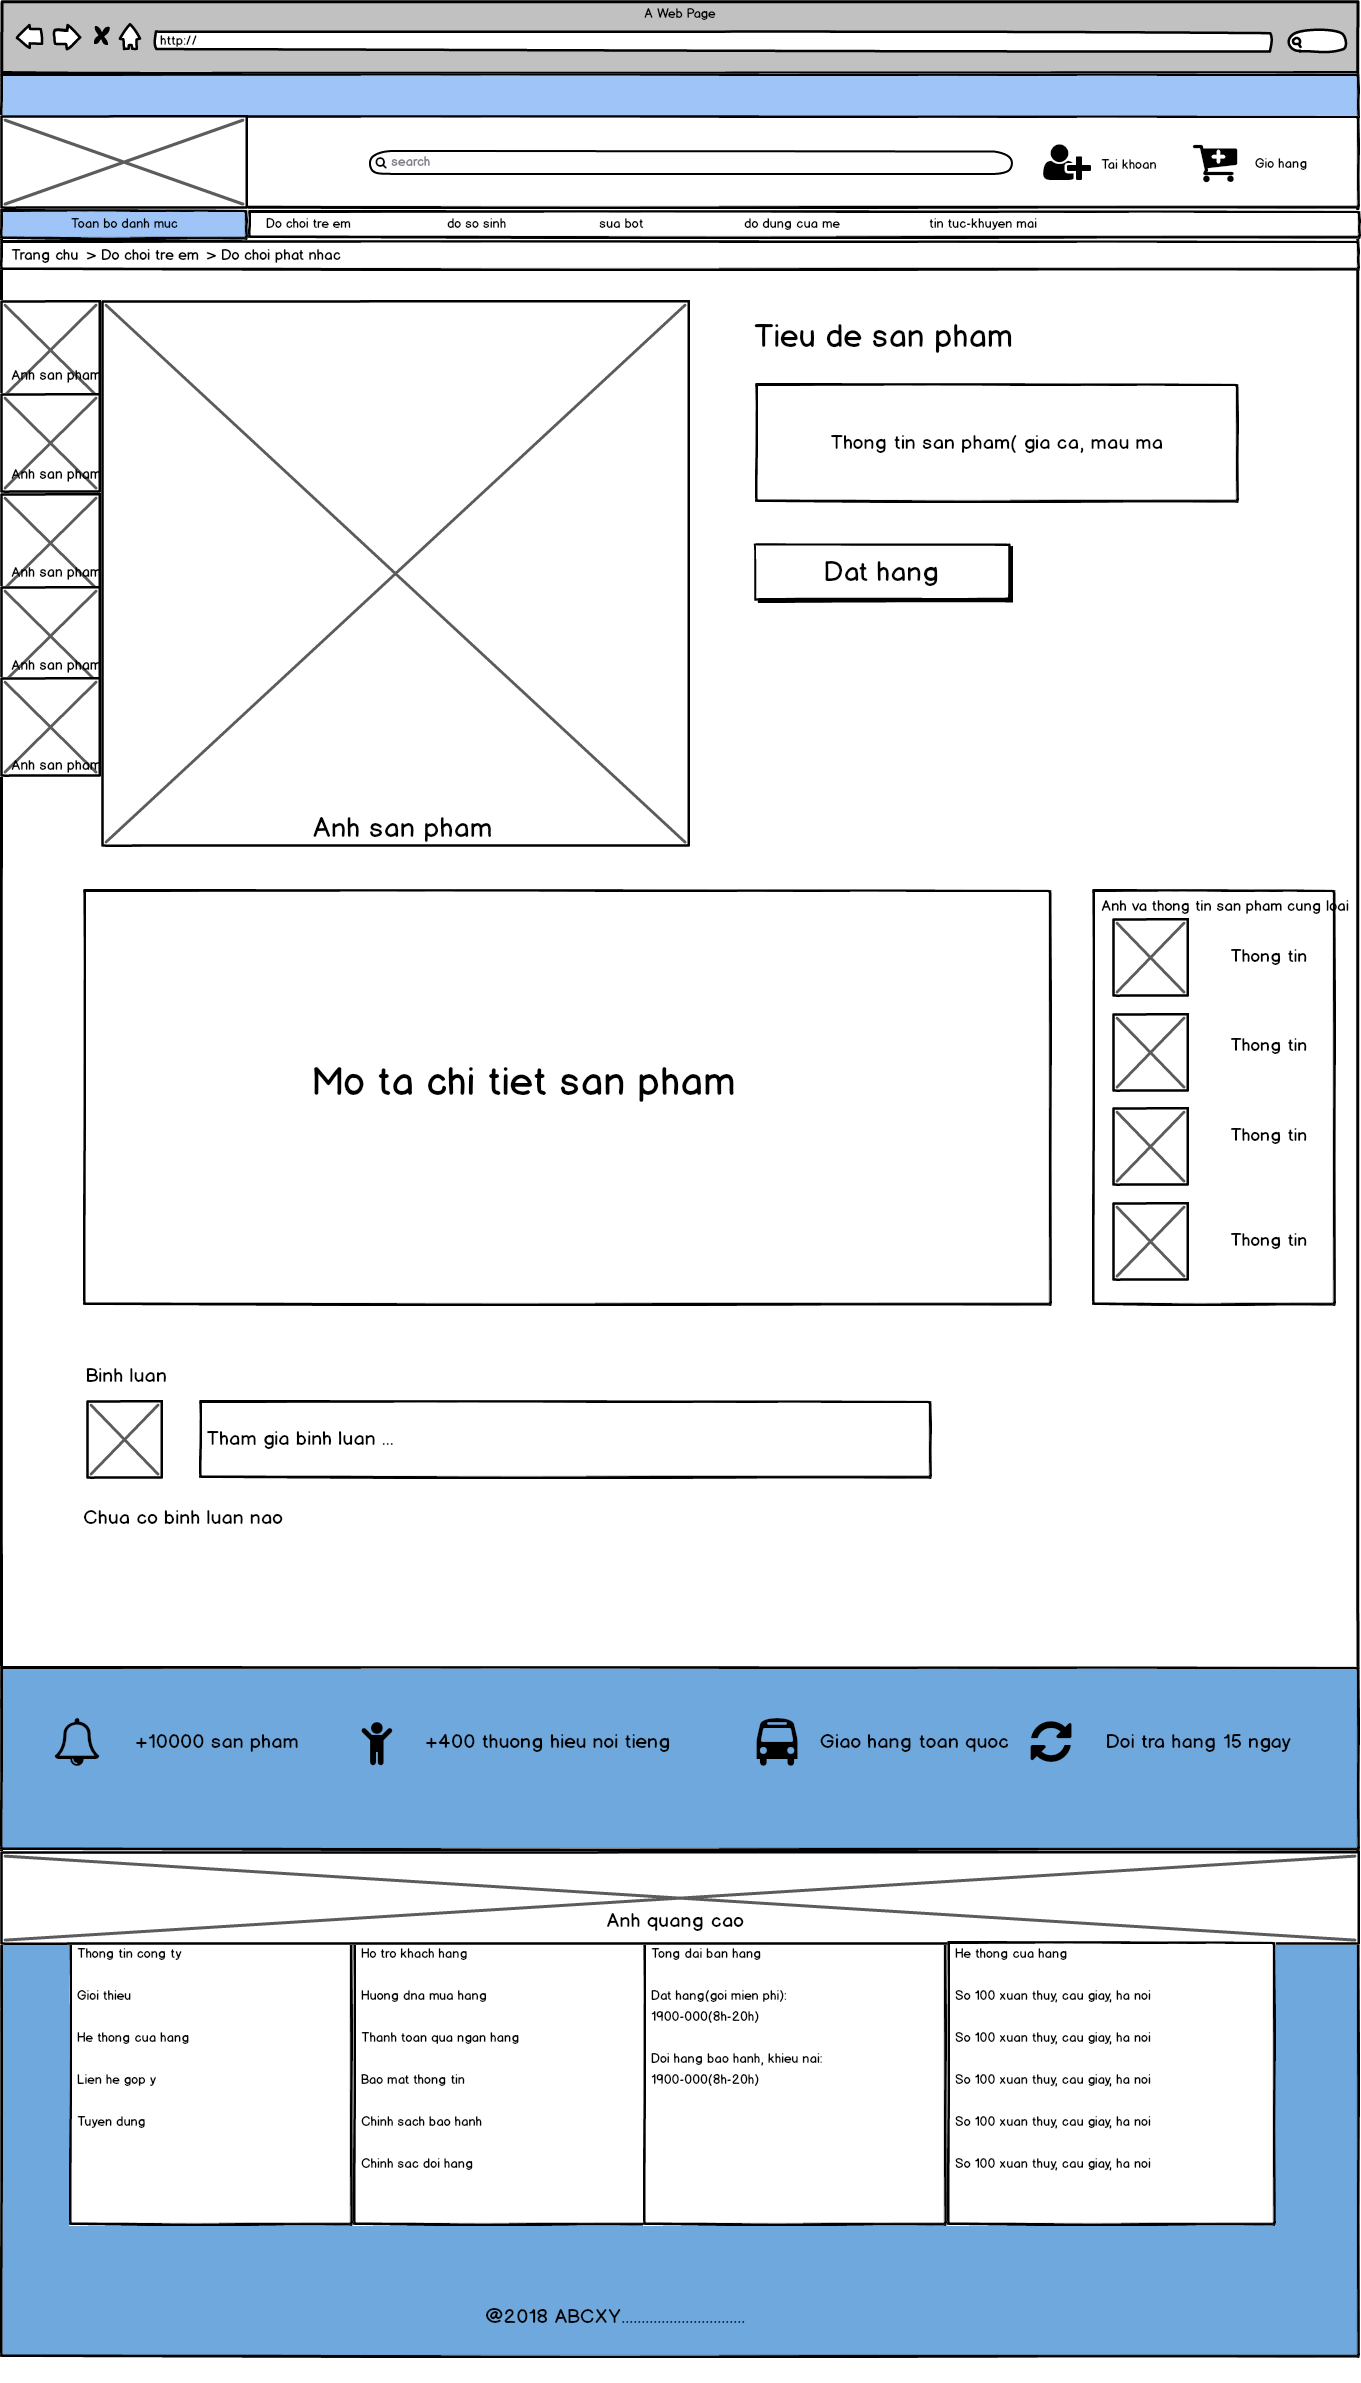 A Web Page
http://
search
Tai khoan
Gio hang
Toan bo danh muc
Do choi tre em
do so sinh
sua bot
do dung cua me
tin tuc-khuyen mai
Trang chu > Do choi tre em > Do choi phat nhac
Anh san pham
Anh san pham
Anh san pham
Anh san pham
Anh san pham
Anh san pham
Tieu de san pham
Thong tin san pham( gia ca, mau ma
Dat hang
Mo ta chi tiet san pham
Anh va thong tin san pham cung loai
Thong tin
Thong tin
Thong tin
Thong tin
Binh luan
Tham gia binh luan ...
Chua co binh luan nao
+10000 san pham
+400 thuong hieu noi tieng
Giao hang toan quoc
Doi tra hang 15 ngay
Anh quang cao
Thong tin cong ty
Gioi thieu
He thong cua hang
Lien he gop y
Tuyen dung
Ho tro khach hang
Huong dna mua hang
Thanh toan qua ngan hang
Bao mat thong tin
Chinh sach bao hanh
Chinh sac doi hang
Tong dai ban hang
Dat hang(goi mien phi):
1900-000(8h-20h)
Doi hang bao hanh, khieu nai:
1900-000(8h-20h)
He thong cua hang
So 100 xuan thuy, cau giay, ha noi
So 100 xuan thuy, cau giay, ha noi
So 100 xuan thuy, cau giay, ha noi
So 100 xuan thuy, cau giay, ha noi
So 100 xuan thuy, cau giay, ha noi
@2018 ABCXY...............................